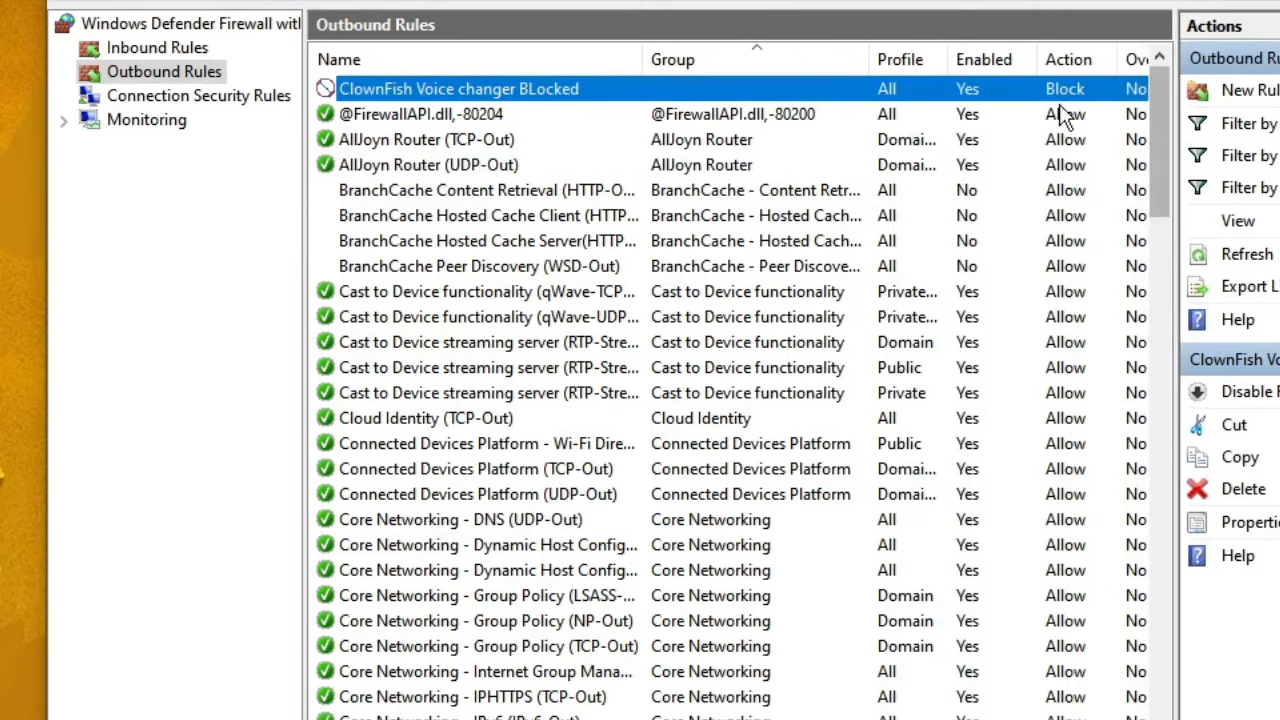 Windows Defender Firewall wit
Inbound Rules
Outbound Rules
Connection Security Rules
Monitoring
Outbound Rules
Name Group Profile Enabled Action Ov
ClownFish Voice changer BLocked All Yes Block No
@FirewallAPI.dll,-80204 @FirewallAPI.dll,-80200 All Yes Allow No
AllJoyn Router (TCP-Out) AllJoyn Router Domai... Yes Allow No
AllJoyn Router (UDP-Out) AllJoyn Router Domai... Yes Allow No
BranchCache Content Retrieval (HTTP-O... BranchCache - Content Retr... All No Allow No
BranchCache Hosted Cache Client (HTTP... BranchCache - Hosted Cach... All No Allow No
BranchCache Hosted Cache Server(HTTP... BranchCache - Hosted Cach... All No Allow No
BranchCache Peer Discovery (WSD-Out) BranchCache - Peer Discove... All No Allow No
Cast to Device functionality (qWave-TCP... Cast to Device functionality Private... Yes Allow No
Cast to Device functionality (qWave-UDP... Cast to Device functionality Private... Yes Allow No
Cast to Device streaming server (RTP-Stre... Cast to Device functionality Domain Yes Allow No
Cast to Device streaming server (RTP-Stre... Cast to Device functionality Public Yes Allow No
Cast to Device streaming server (RTP-Stre... Cast to Device functionality Private Yes Allow No
Cloud Identity (TCP-Out) Cloud Identity All Yes Allow No
Connected Devices Platform - Wi-Fi Dire... Connected Devices Platform Public Yes Allow No
Connected Devices Platform (TCP-Out) Connected Devices Platform Domai... Yes Allow No
Connected Devices Platform (UDP-Out) Connected Devices Platform Domai... Yes Allow No
Core Networking - DNS (UDP-Out) Core Networking All Yes Allow No
Core Networking - Dynamic Host Config... Core Networking All Yes Allow No
Core Networking - Dynamic Host Config... Core Networking All Yes Allow No
Core Networking - Group Policy (LSASS-... Core Networking Domain Yes Allow No
Core Networking - Group Policy (NP-Out) Core Networking Domain Yes Allow No
Core Networking - Group Policy (TCP-Out) Core Networking Domain Yes Allow No
Core Networking - Internet Group Mana... Core Networking All Yes Allow No
Core Networking - IPHTTPS (TCP-Out) Core Networking All Yes Allow No
Actions
Outbound Ru
New Rul
Filter by
Filter by
Filter by
View
Refresh
Export L
Help
ClownFish Vo
Disable R
Cut
Copy
Delete
Properti
Help